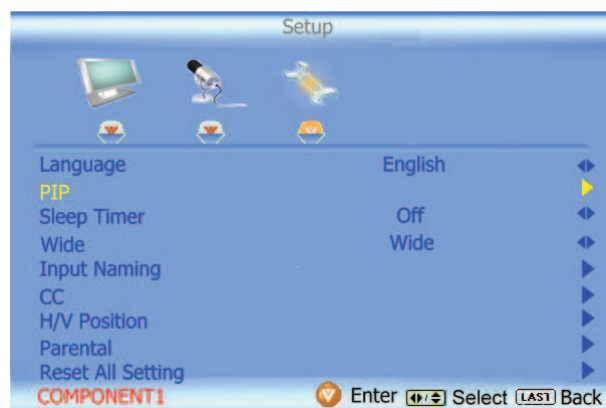 Setup
Language English
PIP
Sleep Timer Off
Wide Wide
Input Naming
CC
H/V Position
Parental
Reset All Setting
COMPONENT1 Enter Select LAST Back